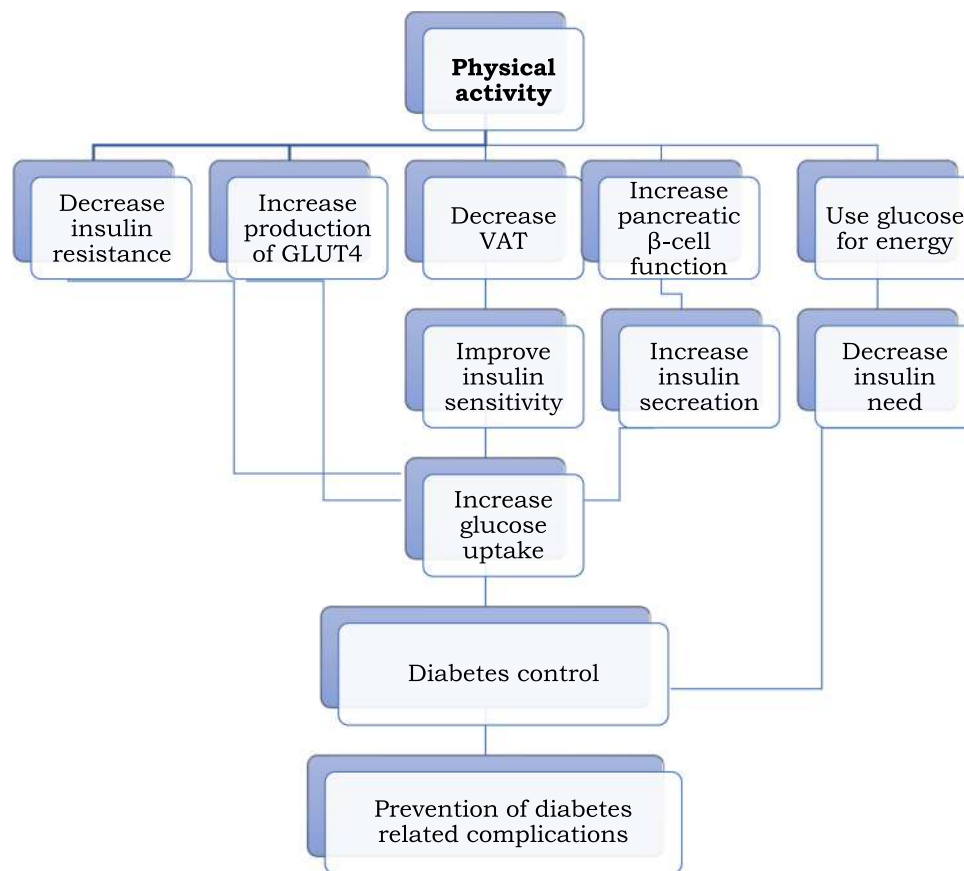 Physical
activity
Decrease
insulin
resistance
Increase
production
of GLUT4
Decrease
VAT
Increase
pancreatic
β-cell
function
Use glucose
for energy
Improve
insulin
sensitivity
Increase
insulin
secreation
Decrease
insulin
need
Increase
glucose
uptake
Diabetes control
Prevention of diabetes
related complications